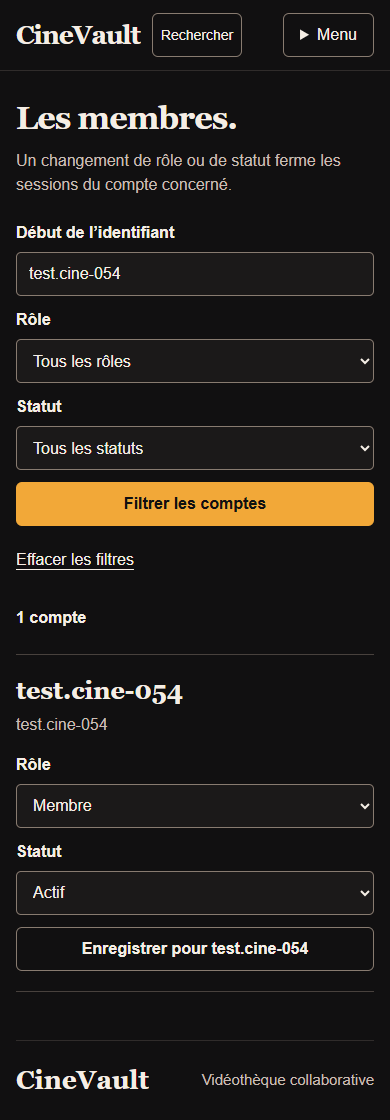 CineVault
Rechercher
► Menu
Les membres.
Un changement de rôle ou de statut ferme les
sessions du compte concerné.
Début de l’identifiant
test.cine-054
Rôle
Tous les rôles
Statut
Tous les statuts
Filtrer les comptes
Effacer les filtres
1 compte
test.cine-054
test.cine-054
Rôle
Membre
Statut
Actif
Enregistrer pour test.cine-054
CineVault
Vidéothèque collaborative